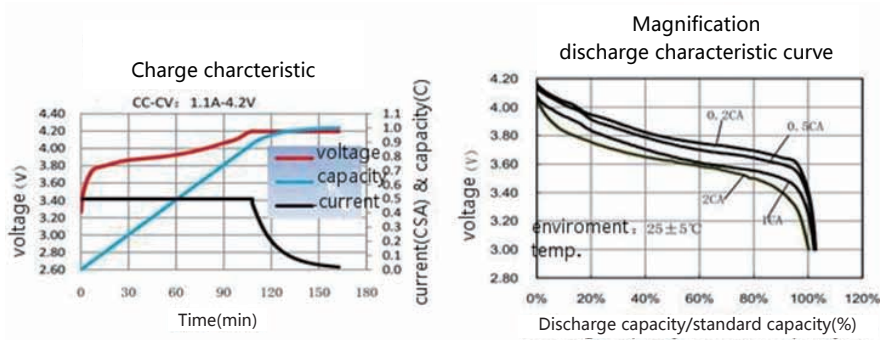 Charge charcteristic
CC-CV: 1.1A-4.2V
voltage (v)
4.40
4.20
4.00
3.80
3.60
3.40
3.20
3.00
2.80
2.60
0 30 60 90 120 150 180
Time(min)
1.1
1.0
0.9
0.8
0.7
0.6
0.5
0.4
0.3
0.2
0.1
0.0
current(CSA) & capacity(C)
voltage
capacity
current
Magnification
discharge characteristic curve
voltage (V)
4.20
4.00
3.80
3.60
3.40
3.20
3.00
2.80
0.2CA
0.5CA
2CA
1CA
enviroment: 25±5℃
temp.
0% 20% 40% 60% 80% 100% 120%
Discharge capacity/standard capacity(%)